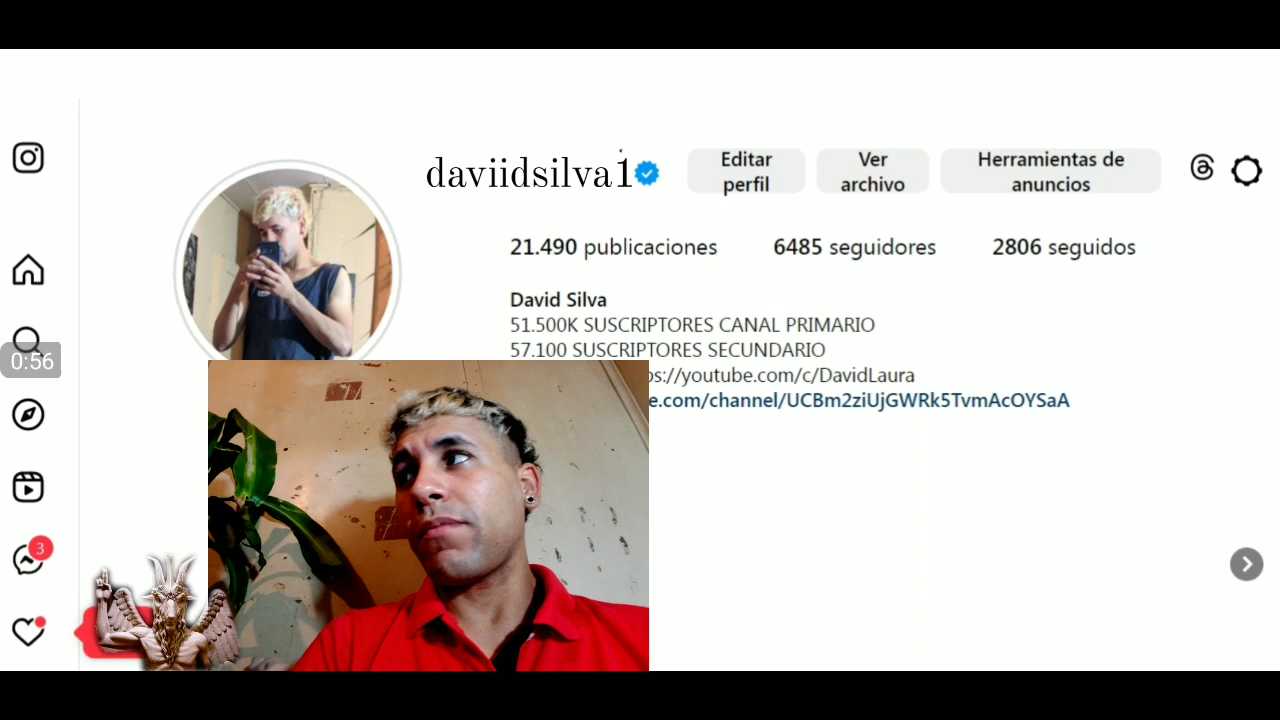 daviidsilva1
Editar perfil
Ver archivo
Herramientas de anuncios
21.490 publicaciones
6485 seguidores
2806 seguidos
David Silva
51.500K SUSCRIPTORES CANAL PRIMARIO
57.100 SUSCRIPTORES SECUNDARIO
ps://youtube.com/c/DavidLaura
e.com/channel/UCBm2ziUjGWRk5TvmAcOYSaA
0:56
3